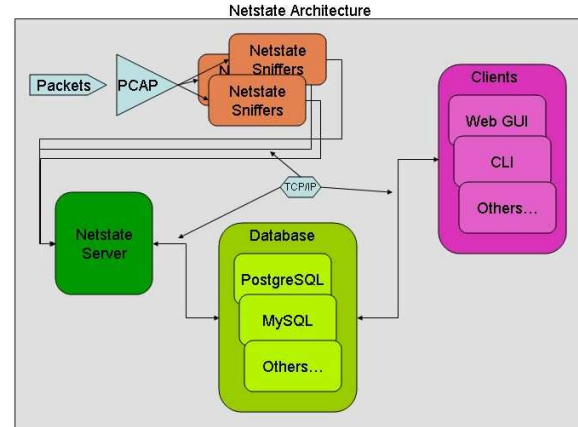 Netstate Architecture
Packets
PCAP
Netstate
Sniffers
N
Netstate
Sniffers
Clients
Web GUI
CLI
Others...
TCP/IP
Netstate
Server
Database
PostgreSQL
MySQL
Others...